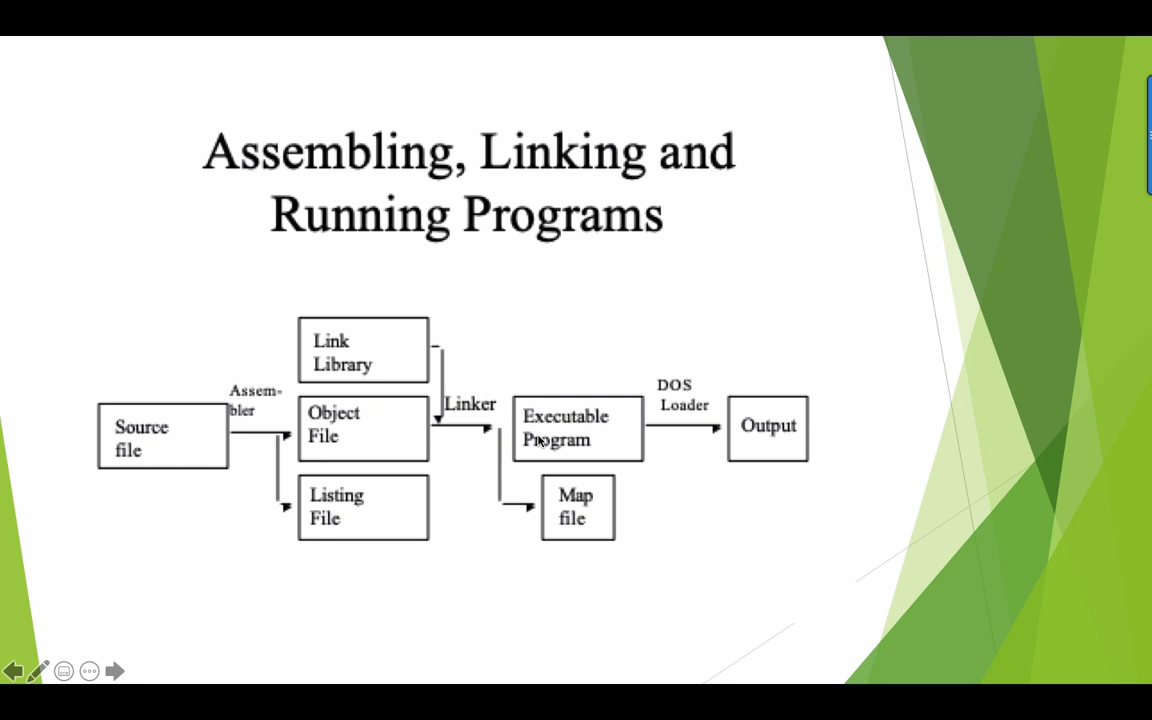 Assembling, Linking and
Running Programs
Link
Library
Assem-
bler
Source
file
Object
File
Linker
Executable
Program
DOS
Loader
Output
Listing
File
Map
file